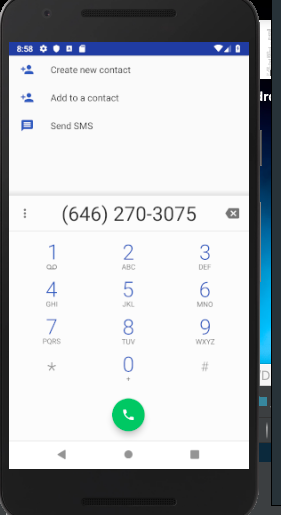 8:58
Create new contact
Add to a contact
Send SMS
(646) 270-3075
1 2 3
ABC DEF
4 5 6
GHI JKL MNO
7 8 9
PQRS TUV WXYZ
* 0 #
+